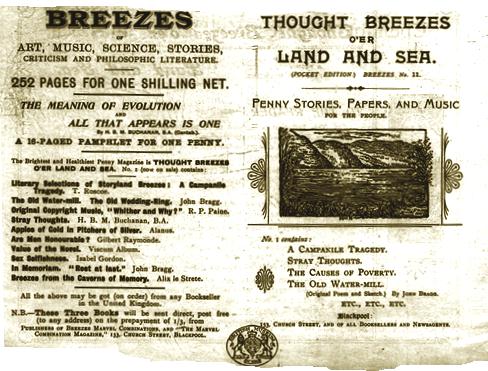 BREEZES
OF
ART, MUSIC, SCIENCE, STORIES,
CRITICISM AND PHILOSOPHIC LITERATURE.
252 PAGES FOR ONE SHILLING NET.
THE MEANING OF EVOLUTION
AND
ALL THAT APPEARS IS ONE
By H. B. M. BUCHANAN, B.A. (Cantab.).
A 16-PAGED PAMPHLET FOR ONE PENNY.
The Brightest and Healthiest Penny Magazine is THOUGHT BREEZES
O'ER LAND AND SEA. No. 1 (now on sale) contains:
Literary Selections of Storyland Breezes: A Campanile
Tragedy. T. Roscoe.
The Old Water-mill. The Old Wedding-Ring. John Bragg.
Original Copyright Music, "Whither and Why?" R. P. Paine.
Stray Thoughts. H. B. M. Buchanan, B.A.
Apples of Gold in Pitchers of Silver. Alanus.
Are Men Honourable? Gilbert Raymonde.
Value of the Novel. Viscum Album.
Sex Selfishness. Isabel Gordon.
In Memoriam. "Rest at last." John Bragg.
Breezes from the Caverns of Memory. Alix le Strete.
All the above may be got (on order) from any Bookseller
in the United Kingdom.
N.B.—These Three Books will be sent direct, post free
(to any address) on the prepayment of 1/3, from
PUBLISHERS OF BREEZES MARVEL COMBINATIONS, AND "THE MARVEL
COMBINATION MAGAZINE," 153, CHURCH STREET, BLACKPOOL.
THOUGHT BREEZES
O'ER
LAND AND SEA.
(POCKET EDITION) BREEZES No. 11.
PENNY STORIES, PAPERS, AND MUSIC
FOR THE PEOPLE.
No. 1 contains:
A CAMPANILE TRAGEDY.
STRAY THOUGHTS.
THE CAUSES OF POVERTY.
THE OLD WATER-MILL.
(Original Poem and Sketch.) By JOHN BRAGG.
ETC., ETC., ETC.
Blackpool:
153, CHURCH STREET, AND OF ALL BOOKSELLERS AND NEWSAGENTS.